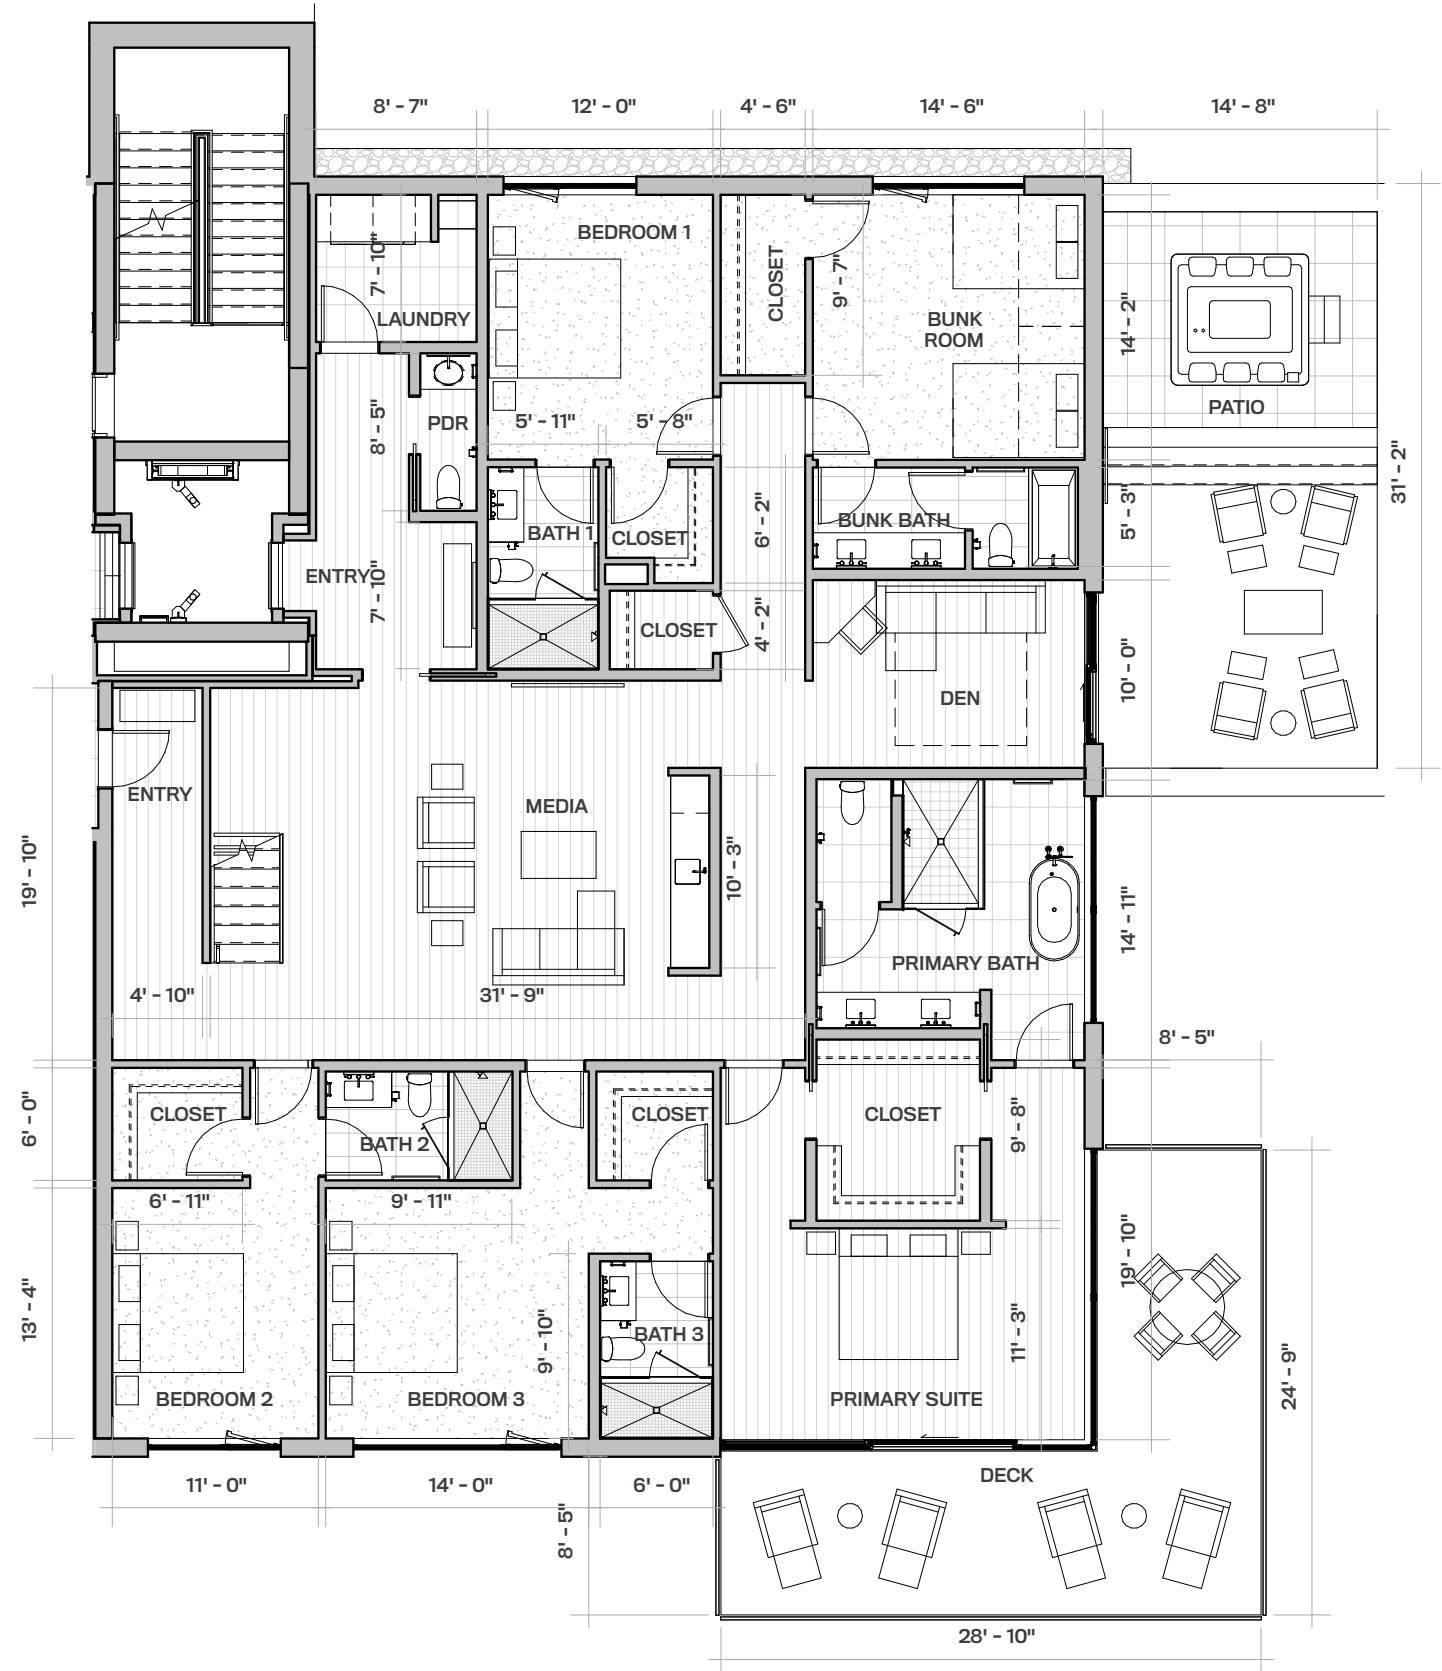 8' - 7"
12' - 0"
4' - 6"
14' - 6"
14' - 8"
BEDROOM 1
7' - 10"
CLOSET
9' - 7"
LAUNDRY
BUNK
ROOM
14' - 2"
PATIO
8' - 5"
PDR
5' - 11"
5' - 8"
31' - 2"
6' - 2"
5' - 3"
BUNK BATH
BATH 1
CLOSET
ENTRY
7' - 10"
CLOSET
4' - 2"
10' - 0"
DEN
ENTRY
MEDIA
19' - 10"
10' - 3"
14' - 11"
PRIMARY BATH
4' - 10"
31' - 9"
8' - 5"
6' - 0"
CLOSET
BATH 2
CLOSET
CLOSET
9' - 8"
6' - 11"
9' - 11"
19' - 10"
13' - 4"
9' - 10"
BATH 3
11' - 3"
24' - 9"
BEDROOM 2
BEDROOM 3
PRIMARY SUITE
DECK
11' - 0"
14' - 0"
6' - 0"
8' - 5"
28' - 10"